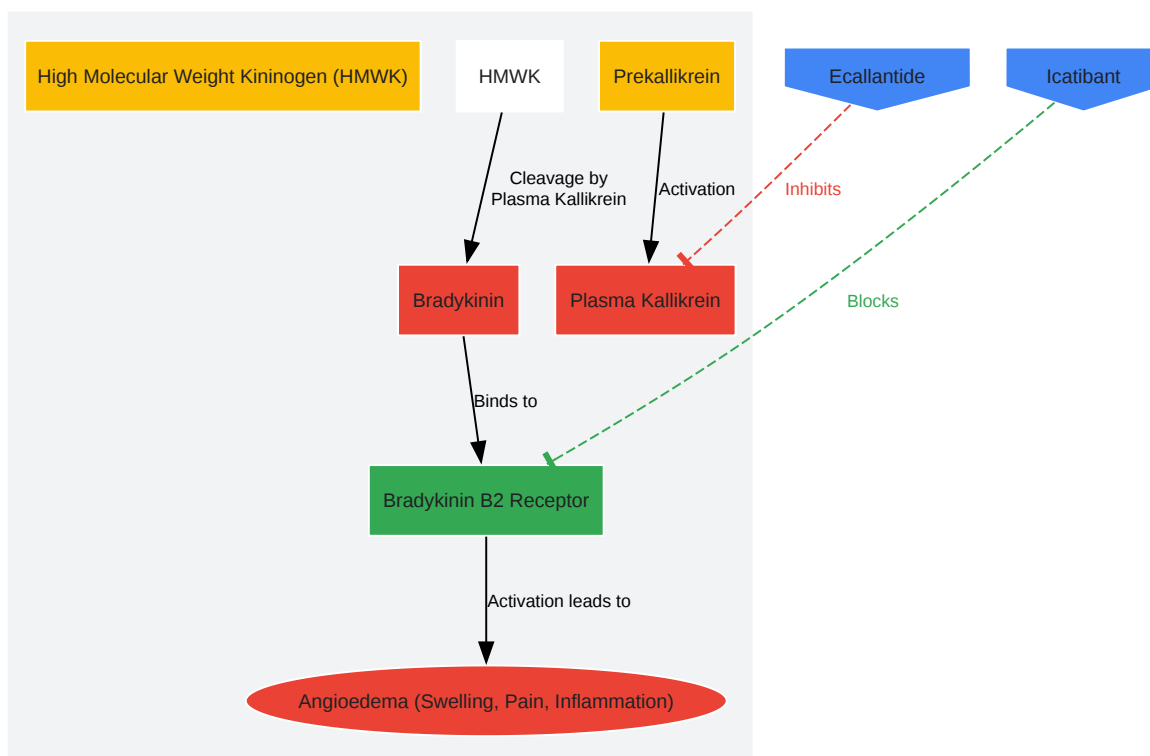 High Molecular Weight Kininogen (HMWK)
HMWK
Prekallikrein
Ecallantide
Icatibant
Cleavage by
Plasma Kallikrein
Activation
Inhibits
Bradykinin
Plasma Kallikrein
Blocks
Binds to
Bradykinin B2 Receptor
Activation leads to
Angioedema (Swelling, Pain, Inflammation)